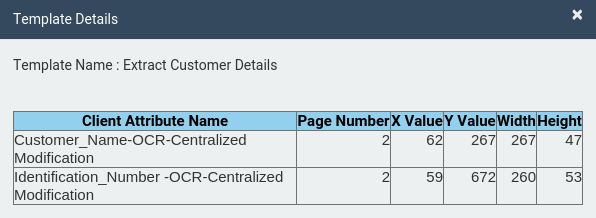 Template Details ×
Template Name : Extract Customer Details
Client Attribute Name Page Number X Value Y Value Width Height
Customer_Name-OCR-Centralized 2 62 267 267 47
Modification
Identification_Number -OCR-Centralized 2 59 672 260 53
Modification